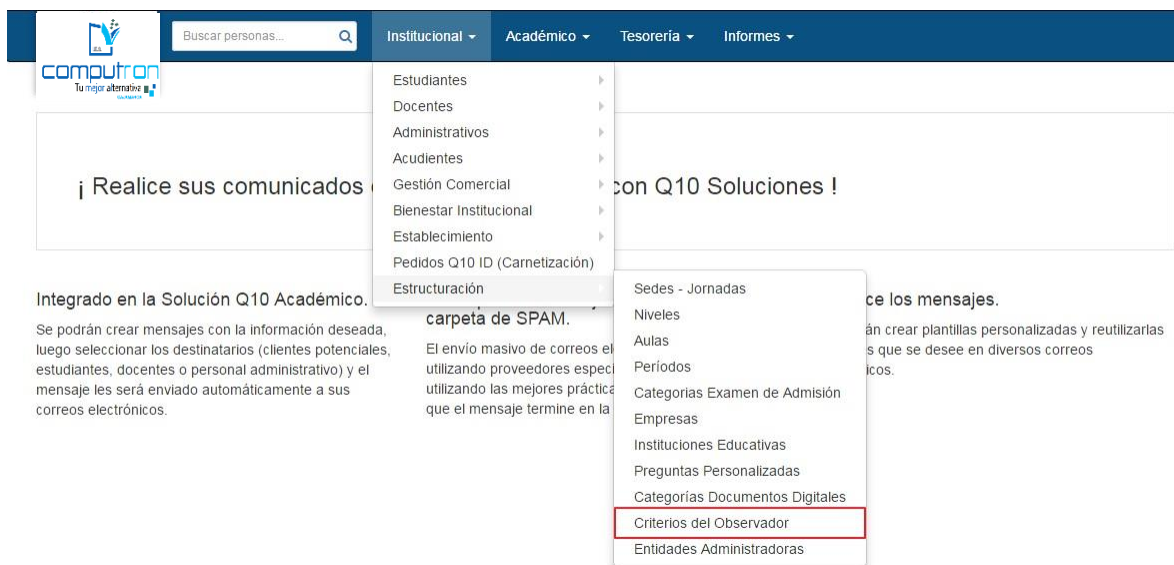 Buscar personas...
Institucional
Académico
Tesorería
Informes
computron
Tu mejor alternativa
Estudiantes
Docentes
Administrativos
Acudientes
Gestión Comercial
Bienestar Institucional
Establecimiento
Pedidos Q10 ID (Carnetización)
Estructuración
Sedes - Jornadas
Niveles
Aulas
Períodos
Categorias Examen de Admisión
Empresas
Instituciones Educativas
Preguntas Personalizadas
Categorías Documentos Digitales
Criterios del Observador
Entidades Administradoras
¡ Realice sus comunicados
con Q10 Soluciones !
Integrado en la Solución Q10 Académico.
Se podrán crear mensajes con la información deseada,
luego seleccionar los destinatarios (clientes potenciales,
estudiantes, docentes o personal administrativo) y el
mensaje les será enviado automáticamente a sus
correos electrónicos.
carpeta de SPAM.
El envío masivo de correos el
utilizando proveedores especi
utilizando las mejores práctica
que el mensaje termine en la
ce los mensajes.
án crear plantillas personalizadas y reutilizarlas
s que se desee en diversos correos
icos.